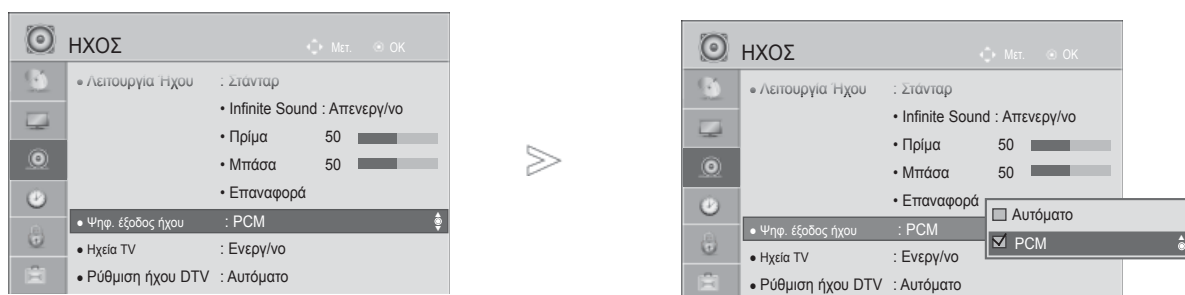 ΗΧΟΣ Μετ. OK
• Λειτουργία Ήχου : Στάνταρ
• Infinite Sound : Απενεργ/νο
• Πρίμα 50
• Μπάσα 50
• Επαναφορά
• Ψηφ. έξοδος ήχου : PCM
• Ηχεία TV : Ενεργ/νο
• Ρύθμιση ήχου DTV : Αυτόματο
ΗΧΟΣ Μετ. OK
• Λειτουργία Ήχου : Στάνταρ
• Infinite Sound : Απενεργ/νο
• Πρίμα 50
• Μπάσα 50
• Επαναφορά
• Ψηφ. έξοδος ήχου : PCM
• Ηχεία TV : Ενεργ/νο
• Ρύθμιση ήχου DTV : Αυτόματο
Αυτόματο
PCM